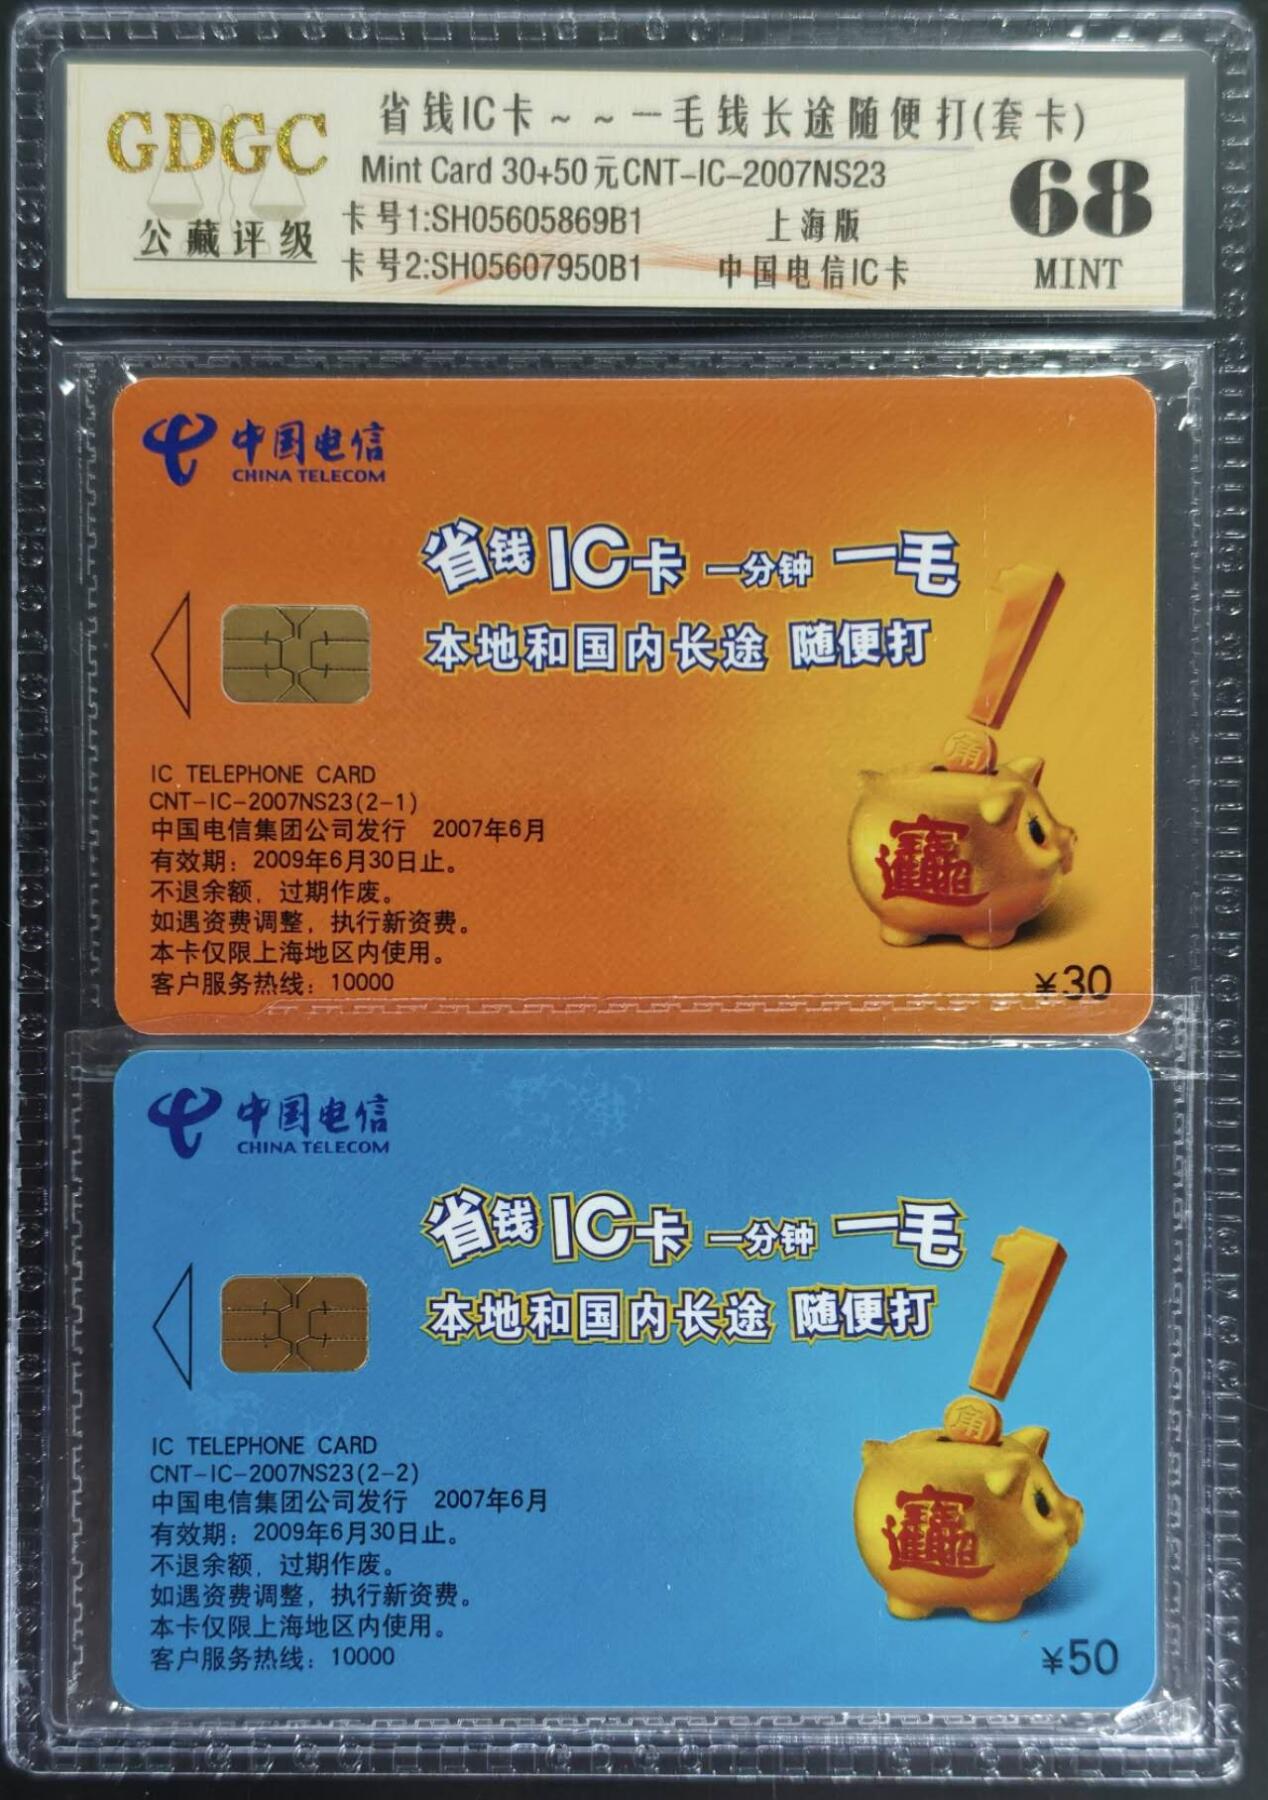 GDGC
公藏评级
省钱IC卡～～一毛钱长途随便打(套卡)
Mint Card 30+50元CNT-IC-2007NS23
卡号1:SH05605869B1 上海版
卡号2:SH05607950B1 中国电信IC卡
68
MINT
中国电信
CHINA TELECOM
省钱IC卡 一分钟 一毛
本地和国内长途 随便打
1
角
招财进宝
IC TELEPHONE CARD
CNT-IC-2007NS23(2-1)
中国电信集团公司发行 2007年6月
有效期：2009年6月30日止。
不退余额，过期作废。
如遇资费调整，执行新资费。
本卡仅限上海地区内使用。
客户服务热线：10000
¥30
中国电信
CHINA TELECOM
省钱IC卡 一分钟 一毛
本地和国内长途 随便打
1
角
招财进宝
IC TELEPHONE CARD
CNT-IC-2007NS23(2-2)
中国电信集团公司发行 2007年6月
有效期：2009年6月30日止。
不退余额，过期作废。
如遇资费调整，执行新资费。
本卡仅限上海地区内使用。
客户服务热线：10000
¥50